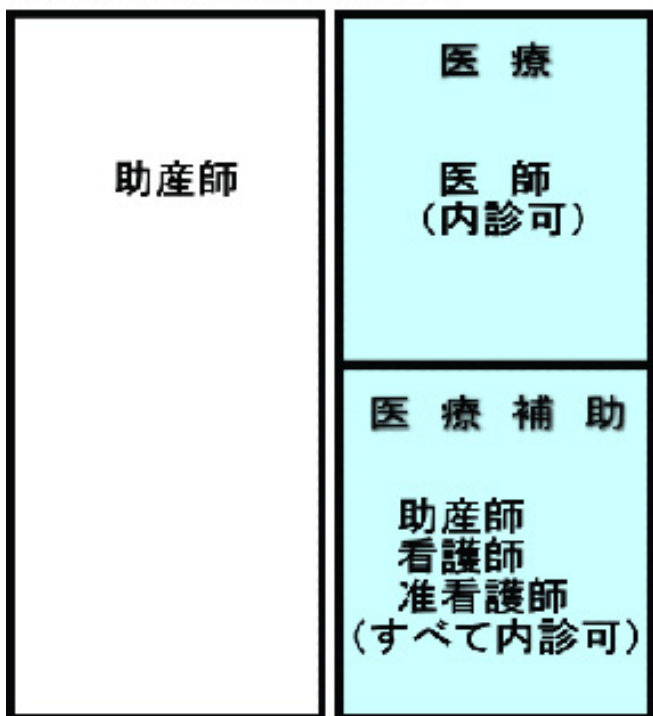 助産師
医 療
医 師
(内診可)
医 療 補 助
助産師
看護師
准看護師
(すべて内診可)